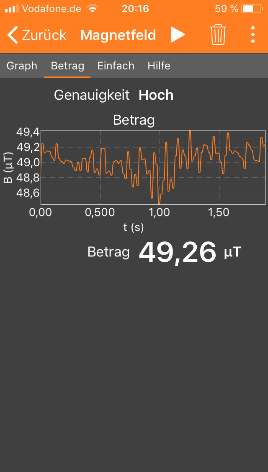 Vodafone.de 20:16 59 %
Zurück Magnetfeld
Graph Betrag Einfach Hilfe
Genauigkeit Hoch
Betrag
49,4
49,2
49,0
48,8
48,6
B (µT)
0,00 0,500 1,00 1,50
t (s)
Betrag 49,26 µT